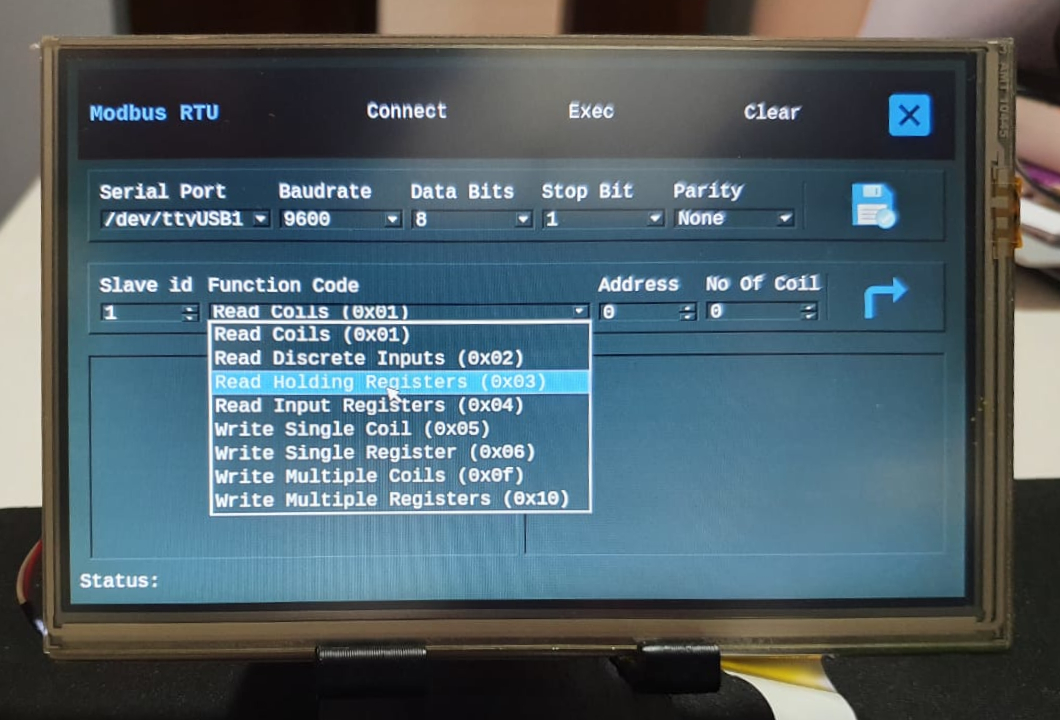 Modbus RTU Connect Exec Clear
Serial Port Baudrate Data Bits Stop Bit Parity
/dev/ttyUSB1 9600 8 1 None
Slave id Function Code Address No Of Coil
1 Read Coils (0x01) 0 0
Read Coils (0x01)
Read Discrete Inputs (0x02)
Read Holding Registers (0x03)
Read Input Registers (0x04)
Write Single Coil (0x05)
Write Single Register (0x06)
Write Multiple Coils (0x0f)
Write Multiple Registers (0x10)
Status: